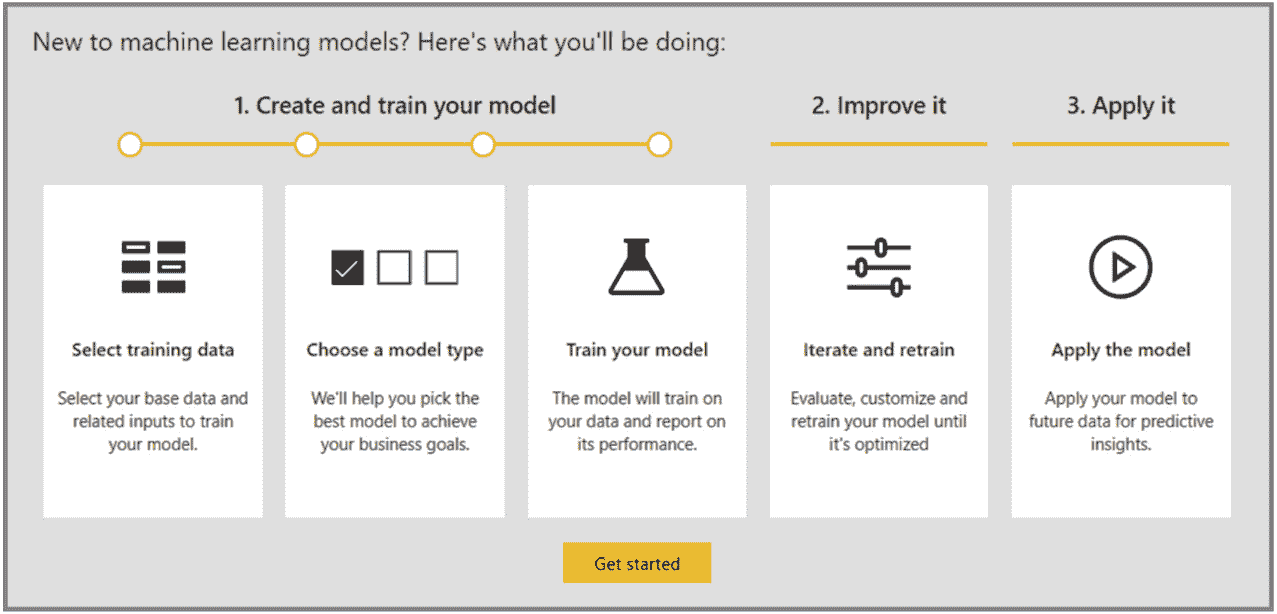 New to machine learning models? Here's what you'll be doing:
1. Create and train your model
2. Improve it
3. Apply it
Select training data
Select your base data and
related inputs to train
your model.
Choose a model type
We'll help you pick the
best model to achieve
your business goals.
Train your model
The model will train on
your data and report on
its performance.
Iterate and retrain
Evaluate, customize and
retrain your model until
it's optimized
Apply the model
Apply your model to
future data for predictive
insights.
Get started